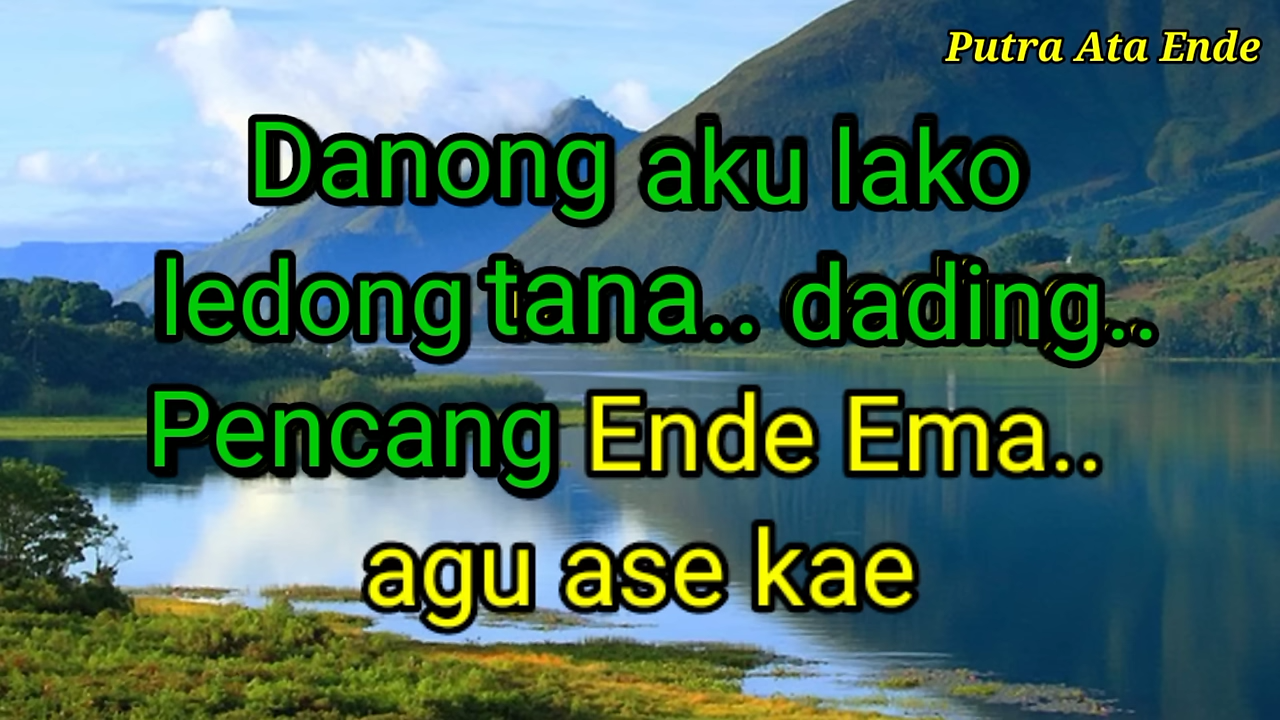 Putra Ata Ende
Danong aku lako
ledong tana.. dading..
Pencang Ende Ema..
agu ase kae